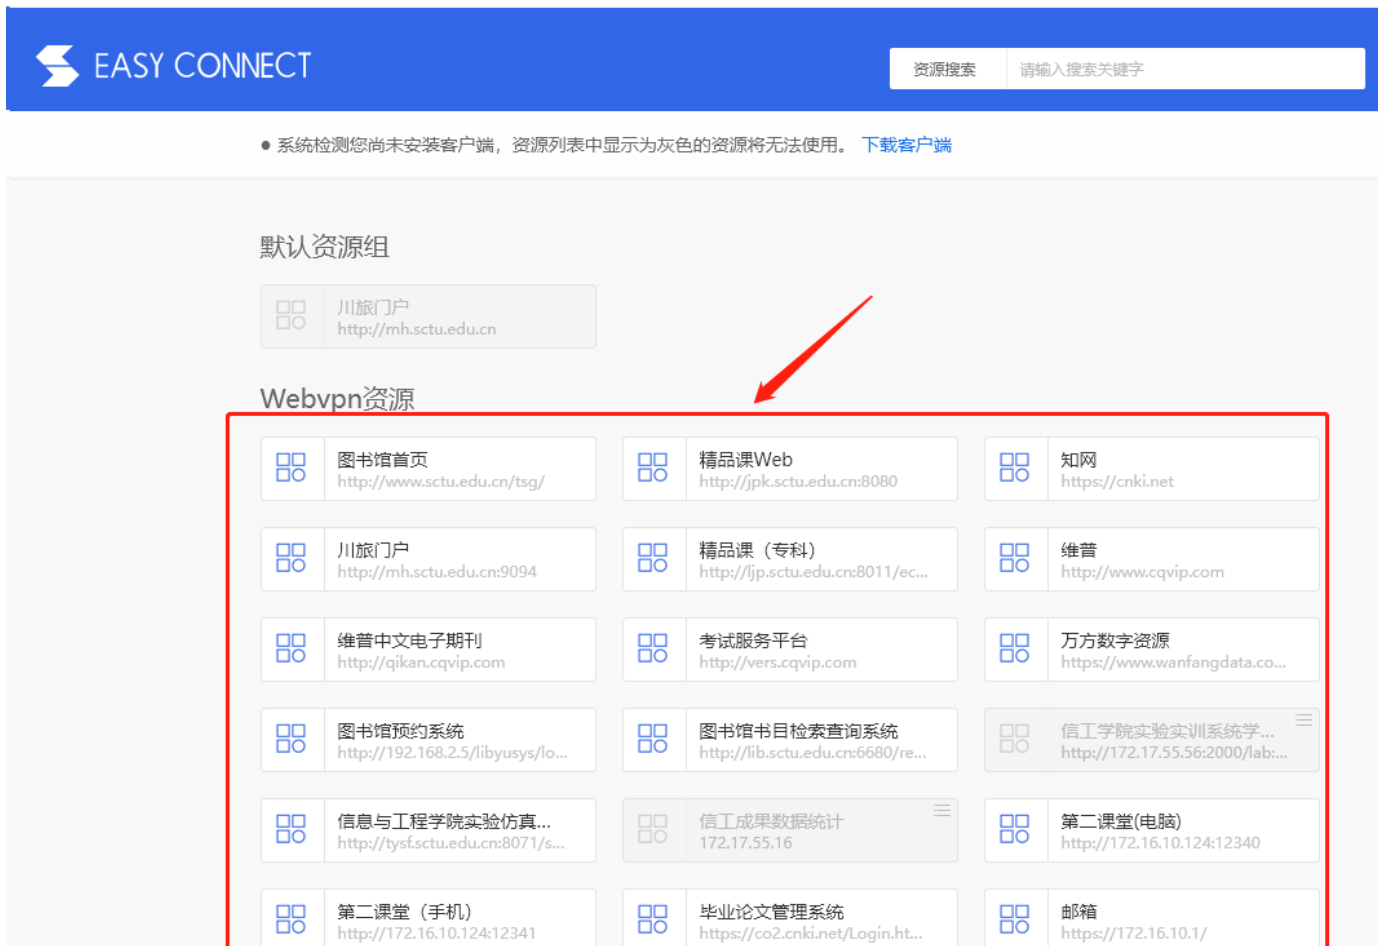 EASY CONNECT
资源搜索
请输入搜索关键字
● 系统检测您尚未安装客户端，资源列表中显示为灰色的资源将无法使用。 下载客户端
默认资源组
川旅门户
http://mh.sctu.edu.cn
Webvpn资源
图书馆首页
http://www.sctu.edu.cn/tsg/
精品课Web
http://jpk.sctu.edu.cn:8080
知网
https://cnki.net
川旅门户
http://mh.sctu.edu.cn:9094
精品课（专科）
http://ljp.sctu.edu.cn:8011/ec...
维普
http://www.cqvip.com
维普中文电子期刊
http://qikan.cqvip.com
考试服务平台
http://vers.cqvip.com
万方数字资源
https://www.wanfangdata.co...
图书馆预约系统
http://192.168.2.5/libyusys/lo...
图书馆书目检索查询系统
http://lib.sctu.edu.cn:6680/re...
信工学院实验实训系统学...
http://172.17.55.56:2000/lab:...
信息与工程学院实验仿真...
http://tysf.sctu.edu.cn:8071/s...
信工成果数据统计
172.17.55.16
第二课堂(电脑)
http://172.16.10.124:12340
第二课堂（手机）
http://172.16.10.124:12341
毕业论文管理系统
https://co2.cnki.net/Login.ht...
邮箱
https://172.16.10.1/